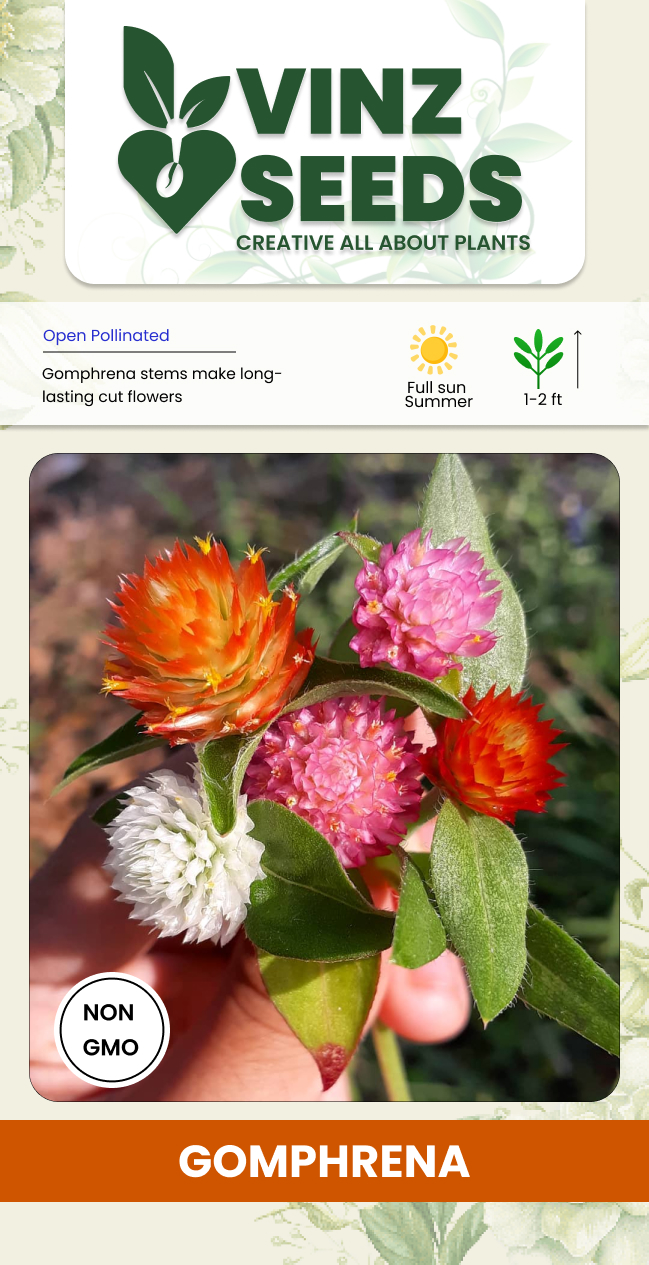 VINZ
SEEDS
CREATIVE ALL ABOUT PLANTS
Open Pollinated
Gomphrena stems make long-
lasting cut flowers
Full sun
Summer
1-2 ft
NON
GMO
GOMPHRENA